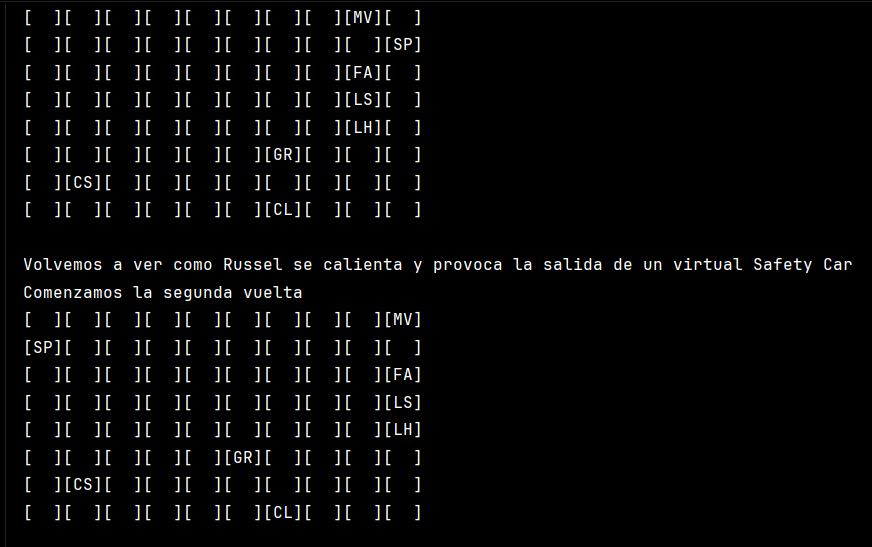 [  ][  ][  ][  ][  ][  ][  ][  ][MV][  ]
[  ][  ][  ][  ][  ][  ][  ][  ][  ][SP]
[  ][  ][  ][  ][  ][  ][  ][  ][FA][  ]
[  ][  ][  ][  ][  ][  ][  ][  ][LS][  ]
[  ][  ][  ][  ][  ][  ][  ][  ][LH][  ]
[  ][  ][  ][  ][  ][  ][GR][  ][  ][  ]
[  ][CS][  ][  ][  ][  ][  ][  ][  ][  ]
[  ][  ][  ][  ][  ][  ][CL][  ][  ][  ]
Volvemos a ver como Russel se calienta y provoca la salida de un virtual Safety Car
Comenzamos la segunda vuelta
[  ][  ][  ][  ][  ][  ][  ][  ][  ][MV]
[SP][  ][  ][  ][  ][  ][  ][  ][  ][  ]
[  ][  ][  ][  ][  ][  ][  ][  ][  ][FA]
[  ][  ][  ][  ][  ][  ][  ][  ][  ][LS]
[  ][  ][  ][  ][  ][  ][  ][  ][  ][LH]
[  ][  ][  ][  ][  ][GR][  ][  ][  ][  ]
[  ][CS][  ][  ][  ][  ][  ][  ][  ][  ]
[  ][  ][  ][  ][  ][  ][CL][  ][  ][  ]